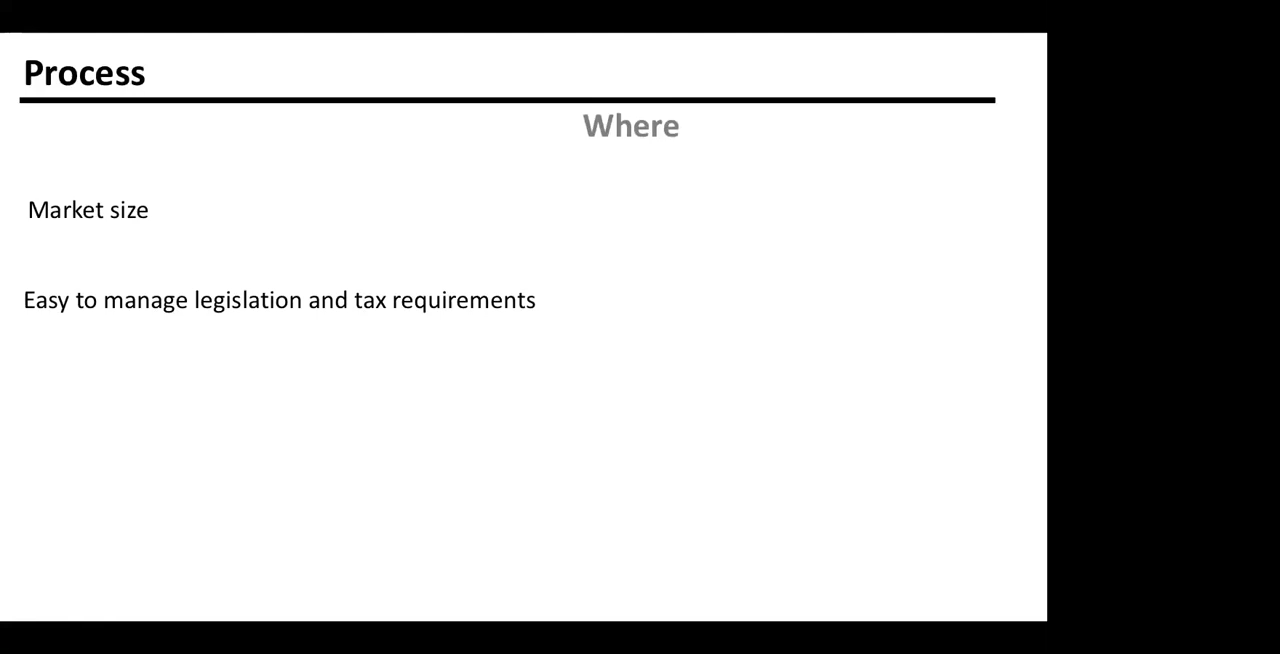 Process
Where
Market size
Easy to manage legislation and tax requirements